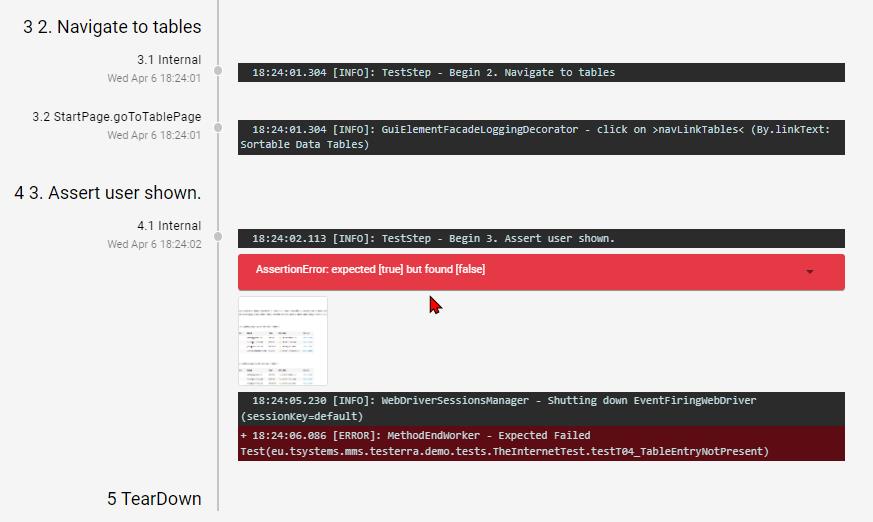 3 2. Navigate to tables
3.1 Internal
Wed Apr 6 18:24:01
18:24:01.304 [INFO]: TestStep - Begin 2. Navigate to tables
3.2 StartPage.goToTablePage
Wed Apr 6 18:24:01
18:24:01.304 [INFO]: GuiElementFacadeLoggingDecorator - click on >navLinkTables< (By.linkText:
Sortable Data Tables)
4 3. Assert user shown.
4.1 Internal
Wed Apr 6 18:24:02
18:24:02.113 [INFO]: TestStep - Begin 3. Assert user shown.
AssertionError: expected [true] but found [false]
18:24:05.230 [INFO]: WebDriverSessionsManager - Shutting down EventFiringWebDriver
(sessionKey=default)
+ 18:24:06.086 [ERROR]: MethodEndWorker - Expected Failed
Test(eu.tsystems.mms.testerra.demo.tests.TheInternetTest.testT04_TableEntryNotPresent)
5 TearDown